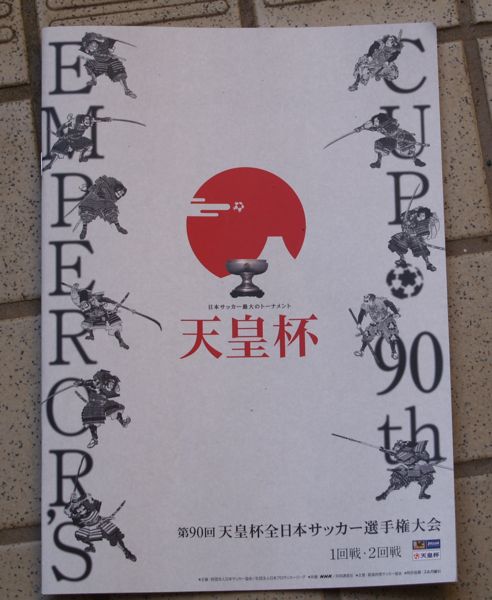 EMPEROR'S
CUP 90th
日本サッカー最大のトーナメント
天皇杯
第90回 天皇杯全日本サッカー選手権大会
1回戦・2回戦
天皇杯